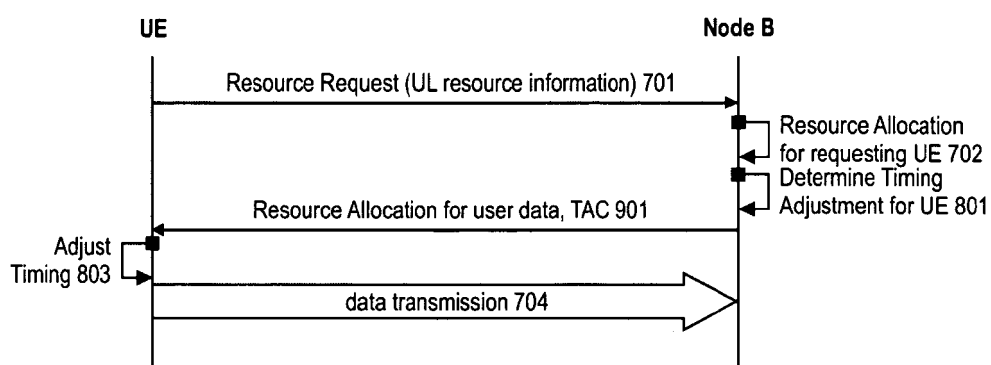 UE
Node B
Resource Request (UL resource information) 701
Resource Allocation
for requesting UE 702
Determine Timing
Adjustment for UE 801
Resource Allocation for user data, TAC 901
Adjust
Timing 803
data transmission 704